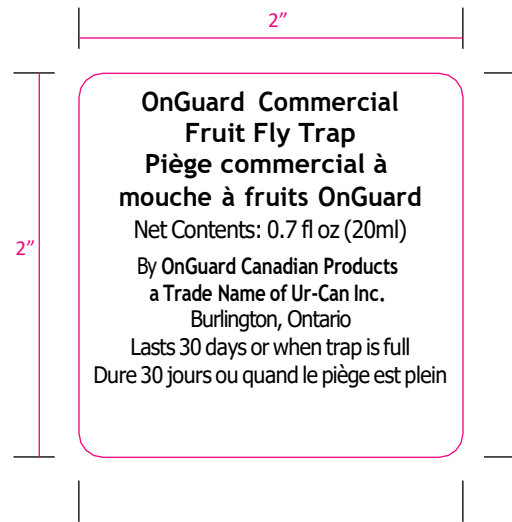 2”
2”
OnGuard Commercial
Fruit Fly Trap
Piège commercial à
mouche à fruits OnGuard
Net Contents: 0.7 fl oz (20ml)
By OnGuard Canadian Products
a Trade Name of Ur-Can Inc.
Burlington, Ontario
Lasts 30 days or when trap is full
Dure 30 jours ou quand le piège est plein